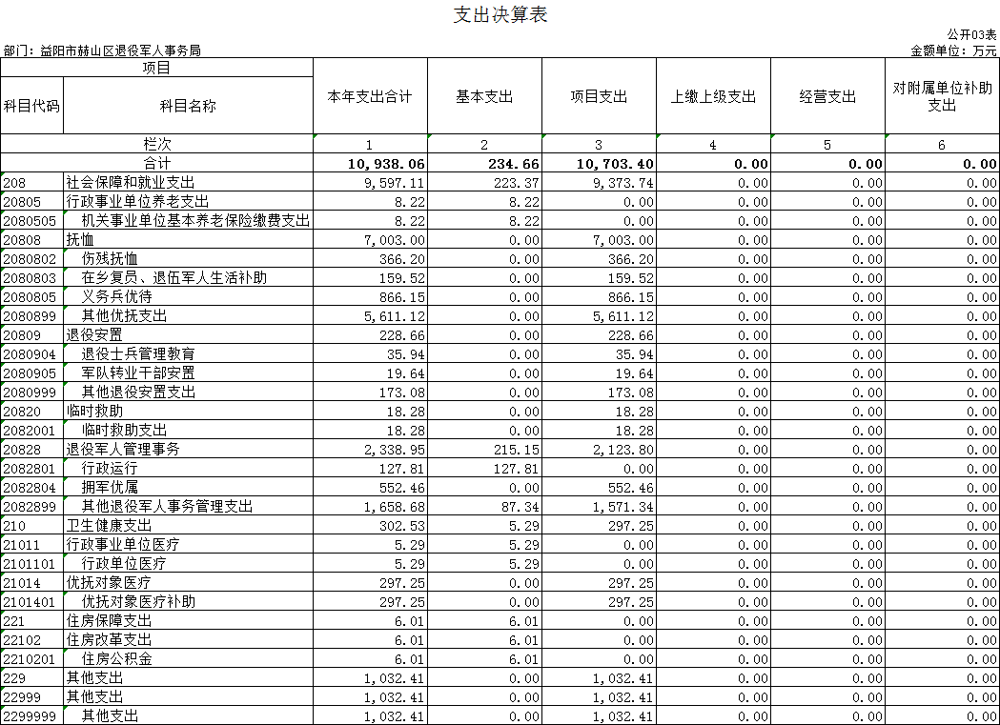 支出决算表
公开03表
部门：益阳市赫山区退役军人事务局 金额单位：万元
项目 本年支出合计 基本支出 项目支出 上缴上级支出 经营支出 对附属单位补助支出
科目代码 科目名称
栏次 1 2 3 4 5 6
合计 10,938.06 234.66 10,703.40 0.00 0.00 0.00
208 社会保障和就业支出 9,597.11 223.37 9,373.74 0.00 0.00 0.00
20805 行政事业单位养老支出 8.22 8.22 0.00 0.00 0.00 0.00
2080505 机关事业单位基本养老保险缴费支出 8.22 8.22 0.00 0.00 0.00 0.00
20808 抚恤 7,003.00 0.00 7,003.00 0.00 0.00 0.00
2080802 伤残抚恤 366.20 0.00 366.20 0.00 0.00 0.00
2080803 在乡复员、退伍军人生活补助 159.52 0.00 159.52 0.00 0.00 0.00
2080805 义务兵优待 866.15 0.00 866.15 0.00 0.00 0.00
2080899 其他优抚支出 5,611.12 0.00 5,611.12 0.00 0.00 0.00
20809 退役安置 228.66 0.00 228.66 0.00 0.00 0.00
2080904 退役士兵管理教育 35.94 0.00 35.94 0.00 0.00 0.00
2080905 军队转业干部安置 19.64 0.00 19.64 0.00 0.00 0.00
2080999 其他退役安置支出 173.08 0.00 173.08 0.00 0.00 0.00
20820 临时救助 18.28 0.00 18.28 0.00 0.00 0.00
2082001 临时救助支出 18.28 0.00 18.28 0.00 0.00 0.00
20828 退役军人管理事务 2,338.95 215.15 2,123.80 0.00 0.00 0.00
2082801 行政运行 127.81 127.81 0.00 0.00 0.00 0.00
2082804 拥军优属 552.46 0.00 552.46 0.00 0.00 0.00
2082899 其他退役军人事务管理支出 1,658.68 87.34 1,571.34 0.00 0.00 0.00
210 卫生健康支出 302.53 5.29 297.25 0.00 0.00 0.00
21011 行政事业单位医疗 5.29 5.29 0.00 0.00 0.00 0.00
2101101 行政单位医疗 5.29 5.29 0.00 0.00 0.00 0.00
21014 优抚对象医疗 297.25 0.00 297.25 0.00 0.00 0.00
2101401 优抚对象医疗补助 297.25 0.00 297.25 0.00 0.00 0.00
221 住房保障支出 6.01 6.01 0.00 0.00 0.00 0.00
22102 住房改革支出 6.01 6.01 0.00 0.00 0.00 0.00
2210201 住房公积金 6.01 6.01 0.00 0.00 0.00 0.00
229 其他支出 1,032.41 0.00 1,032.41 0.00 0.00 0.00
22999 其他支出 1,032.41 0.00 1,032.41 0.00 0.00 0.00
2299999 其他支出 1,032.41 0.00 1,032.41 0.00 0.00 0.00